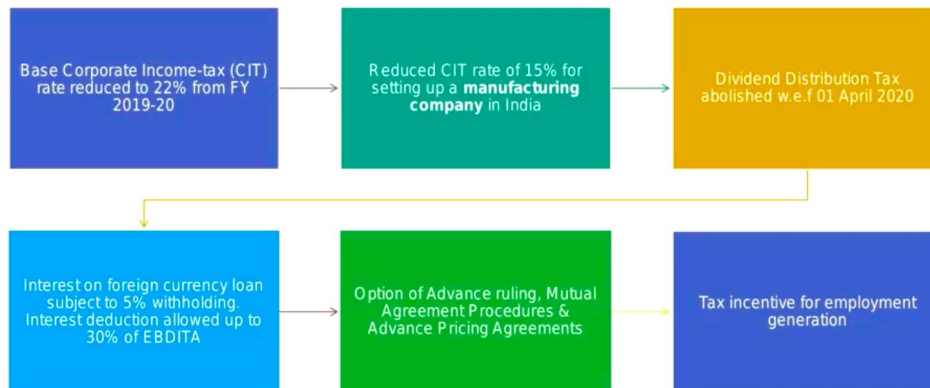 Base Corporate Income-tax (CIT)
rate reduced to 22% from FY
2019-20
Reduced CIT rate of 15% for
setting up a manufacturing
company in India
Dividend Distribution Tax
abolished w.e.f 01 April 2020
Interest on foreign currency loan
subject to 5% withholding.
Interest deduction allowed up to
30% of EBDITA
Option of Advance ruling, Mutual
Agreement Procedures &
Advance Pricing Agreements
Tax incentive for employment
generation